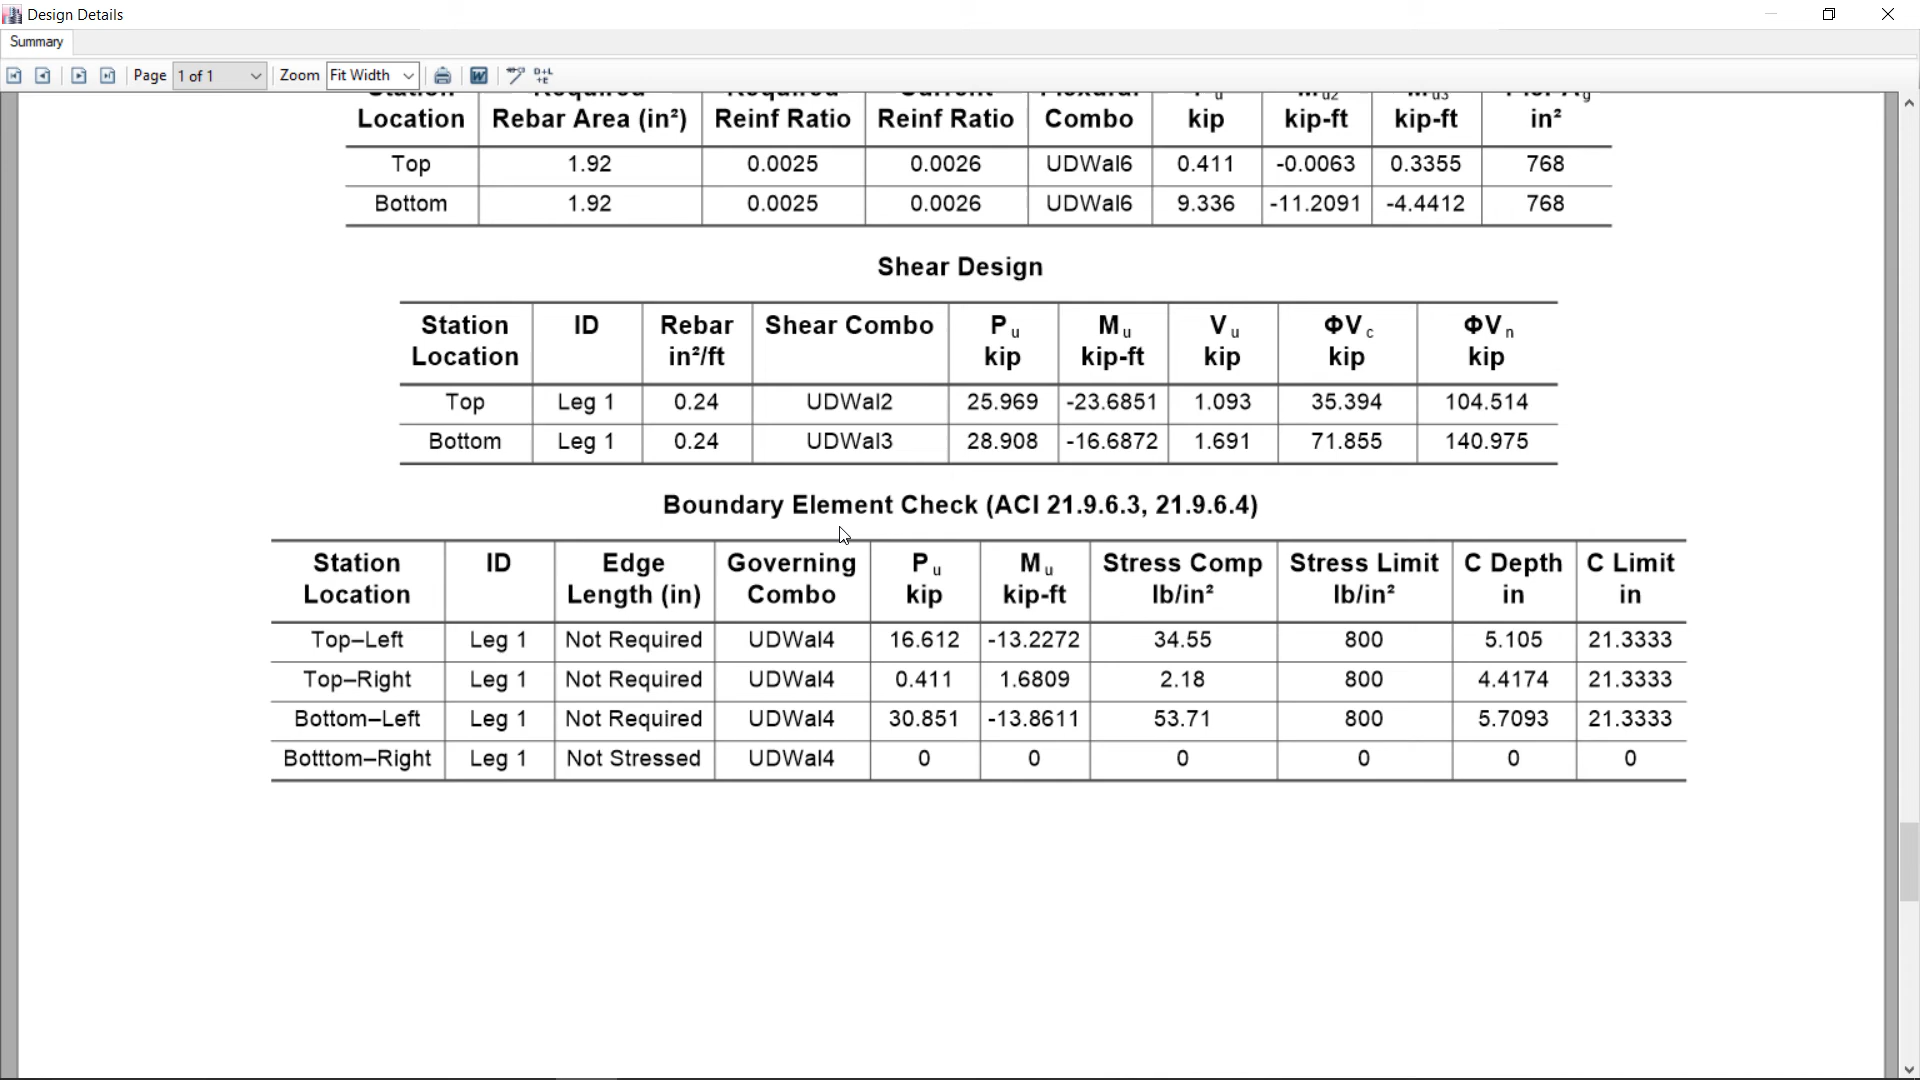 Design Details
Summary
Page 1 of 1 Zoom Fit Width D+L +E
Location Rebar Area (in²) Reinf Ratio Reinf Ratio Combo kip kip-ft kip-ft in²
Top 1.92 0.0025 0.0026 UDWal6 0.411 -0.0063 0.3355 768
Bottom 1.92 0.0025 0.0026 UDWal6 9.336 -11.2091 -4.4412 768
Shear Design
Station ID Rebar Shear Combo P u M u V u ΦV c ΦV n
Location in²/ft kip kip-ft kip kip kip
Top Leg 1 0.24 UDWal2 25.969 -23.6851 1.093 35.394 104.514
Bottom Leg 1 0.24 UDWal3 28.908 -16.6872 1.691 71.855 140.975
Boundary Element Check (ACI 21.9.6.3, 21.9.6.4)
Station ID Edge Governing P u M u Stress Comp Stress Limit C Depth C Limit
Location Length (in) Combo kip kip-ft lb/in² lb/in² in in
Top–Left Leg 1 Not Required UDWal4 16.612 -13.2272 34.55 800 5.105 21.3333
Top–Right Leg 1 Not Required UDWal4 0.411 1.6809 2.18 800 4.4174 21.3333
Bottom–Left Leg 1 Not Required UDWal4 30.851 -13.8611 53.71 800 5.7093 21.3333
Botttom–Right Leg 1 Not Stressed UDWal4 0 0 0 0 0 0